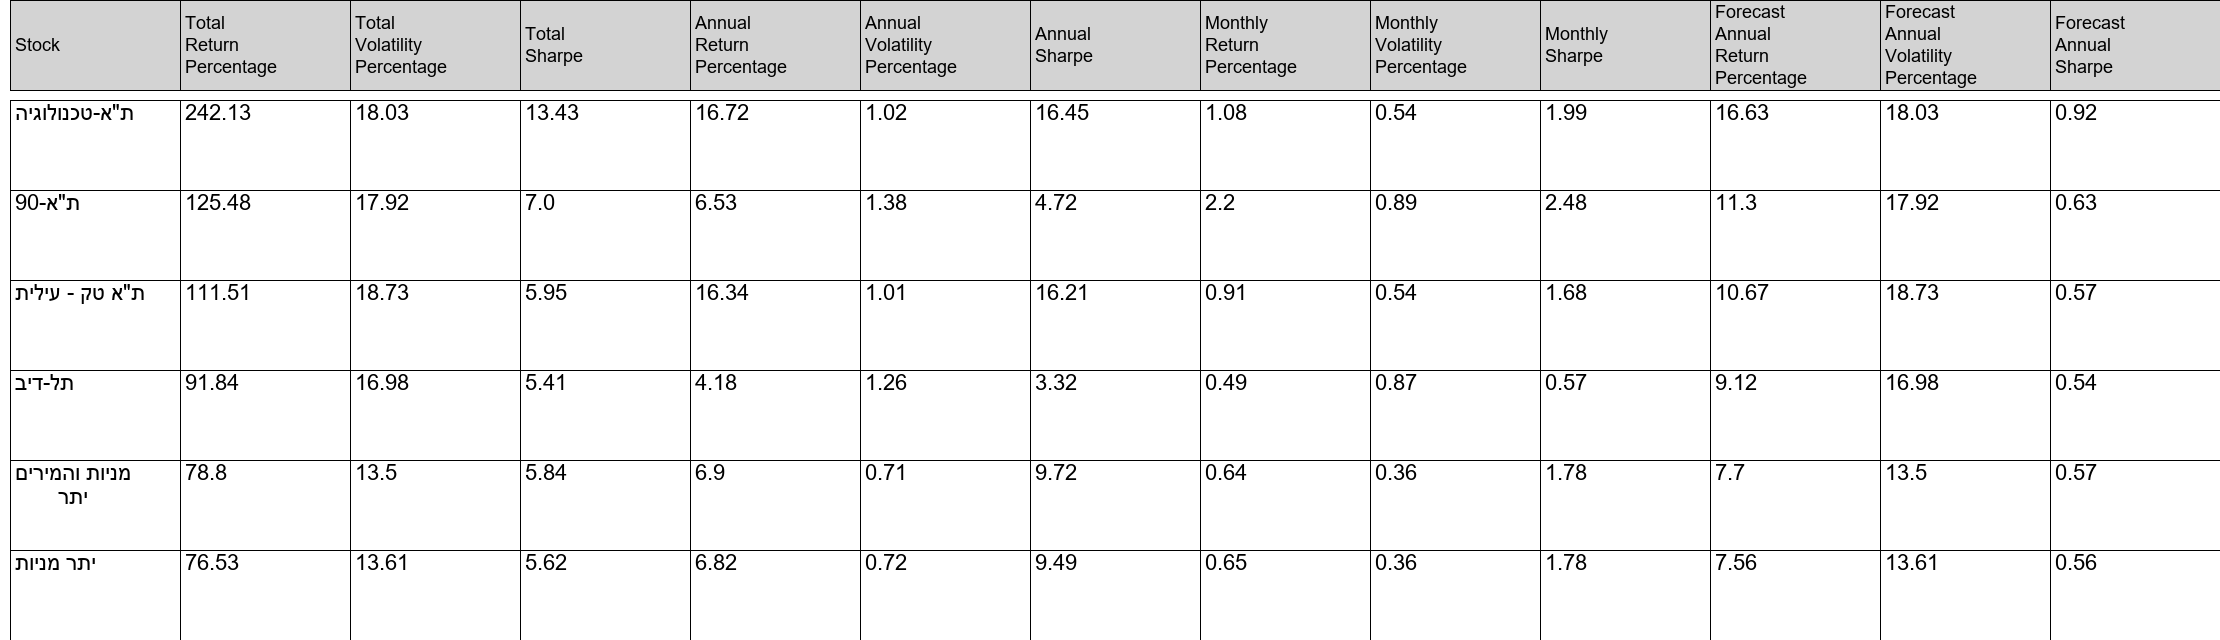 Stock Total Return Percentage Total Volatility Percentage Total Sharpe Annual Return Percentage Annual Volatility Percentage Annual Sharpe Monthly Return Percentage Monthly Volatility Percentage Monthly Sharpe Forecast Annual Return Percentage Forecast Annual Volatility Percentage Forecast Annual Sharpe
ת"א-טכנולוגיה 242.13 18.03 13.43 16.72 1.02 16.45 1.08 0.54 1.99 16.63 18.03 0.92
ת"א-90 125.48 17.92 7.0 6.53 1.38 4.72 2.2 0.89 2.48 11.3 17.92 0.63
ת"א טק - עילית 111.51 18.73 5.95 16.34 1.01 16.21 0.91 0.54 1.68 10.67 18.73 0.57
תל-דיב 91.84 16.98 5.41 4.18 1.26 3.32 0.49 0.87 0.57 9.12 16.98 0.54
מניות והמירים 78.8 13.5 5.84 6.9 0.71 9.72 0.64 0.36 1.78 7.7 13.5 0.57
יתר
יתר מניות 76.53 13.61 5.62 6.82 0.72 9.49 0.65 0.36 1.78 7.56 13.61 0.56